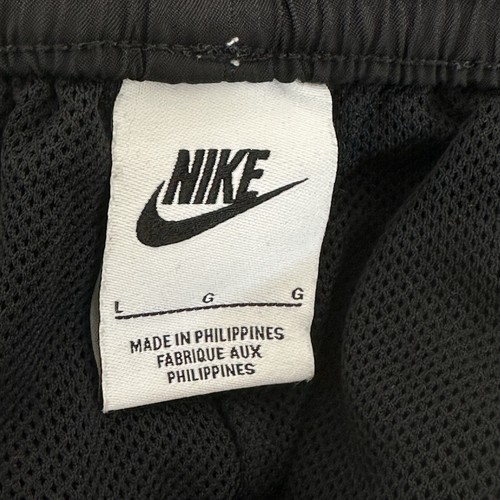 NIKE
L G G
MADE IN PHILIPPINES
FABRIQUE AUX
PHILIPPINES